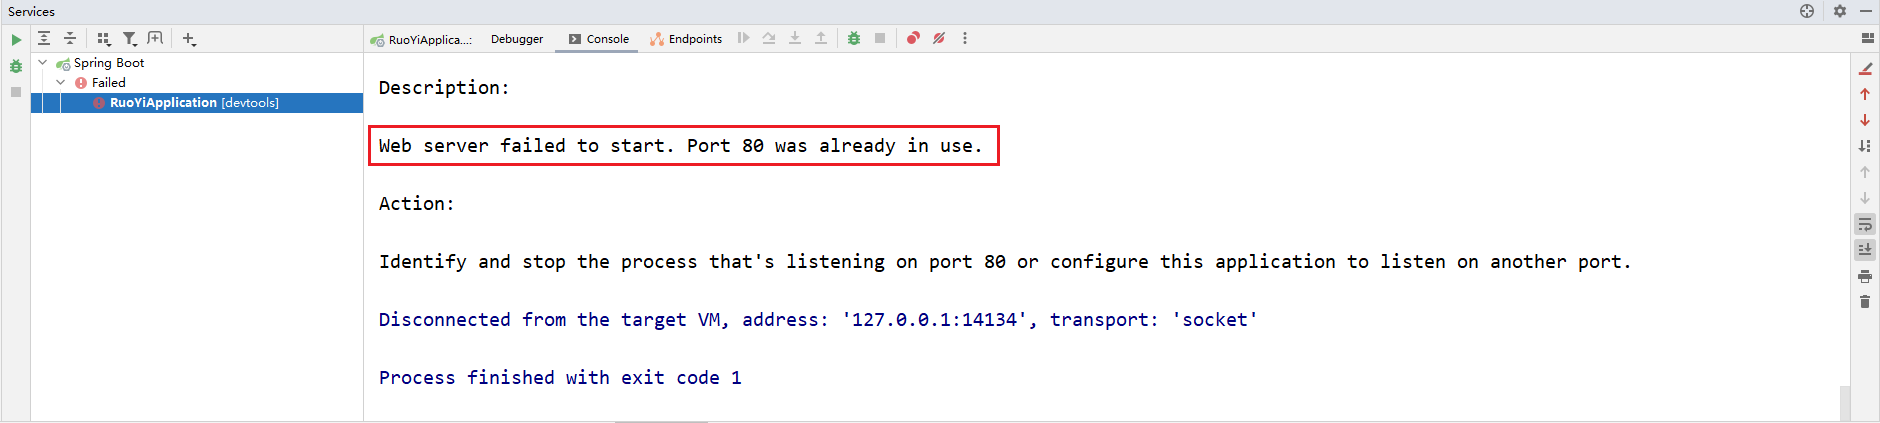 Services
RuoYiApplica...:
Debugger
Console
Endpoints
Spring Boot
Failed
RuoYiApplication [devtools]
Description:
Web server failed to start. Port 80 was already in use.
Action:
Identify and stop the process that's listening on port 80 or configure this application to listen on another port.
Disconnected from the target VM, address: '127.0.0.1:14134', transport: 'socket'
Process finished with exit code 1